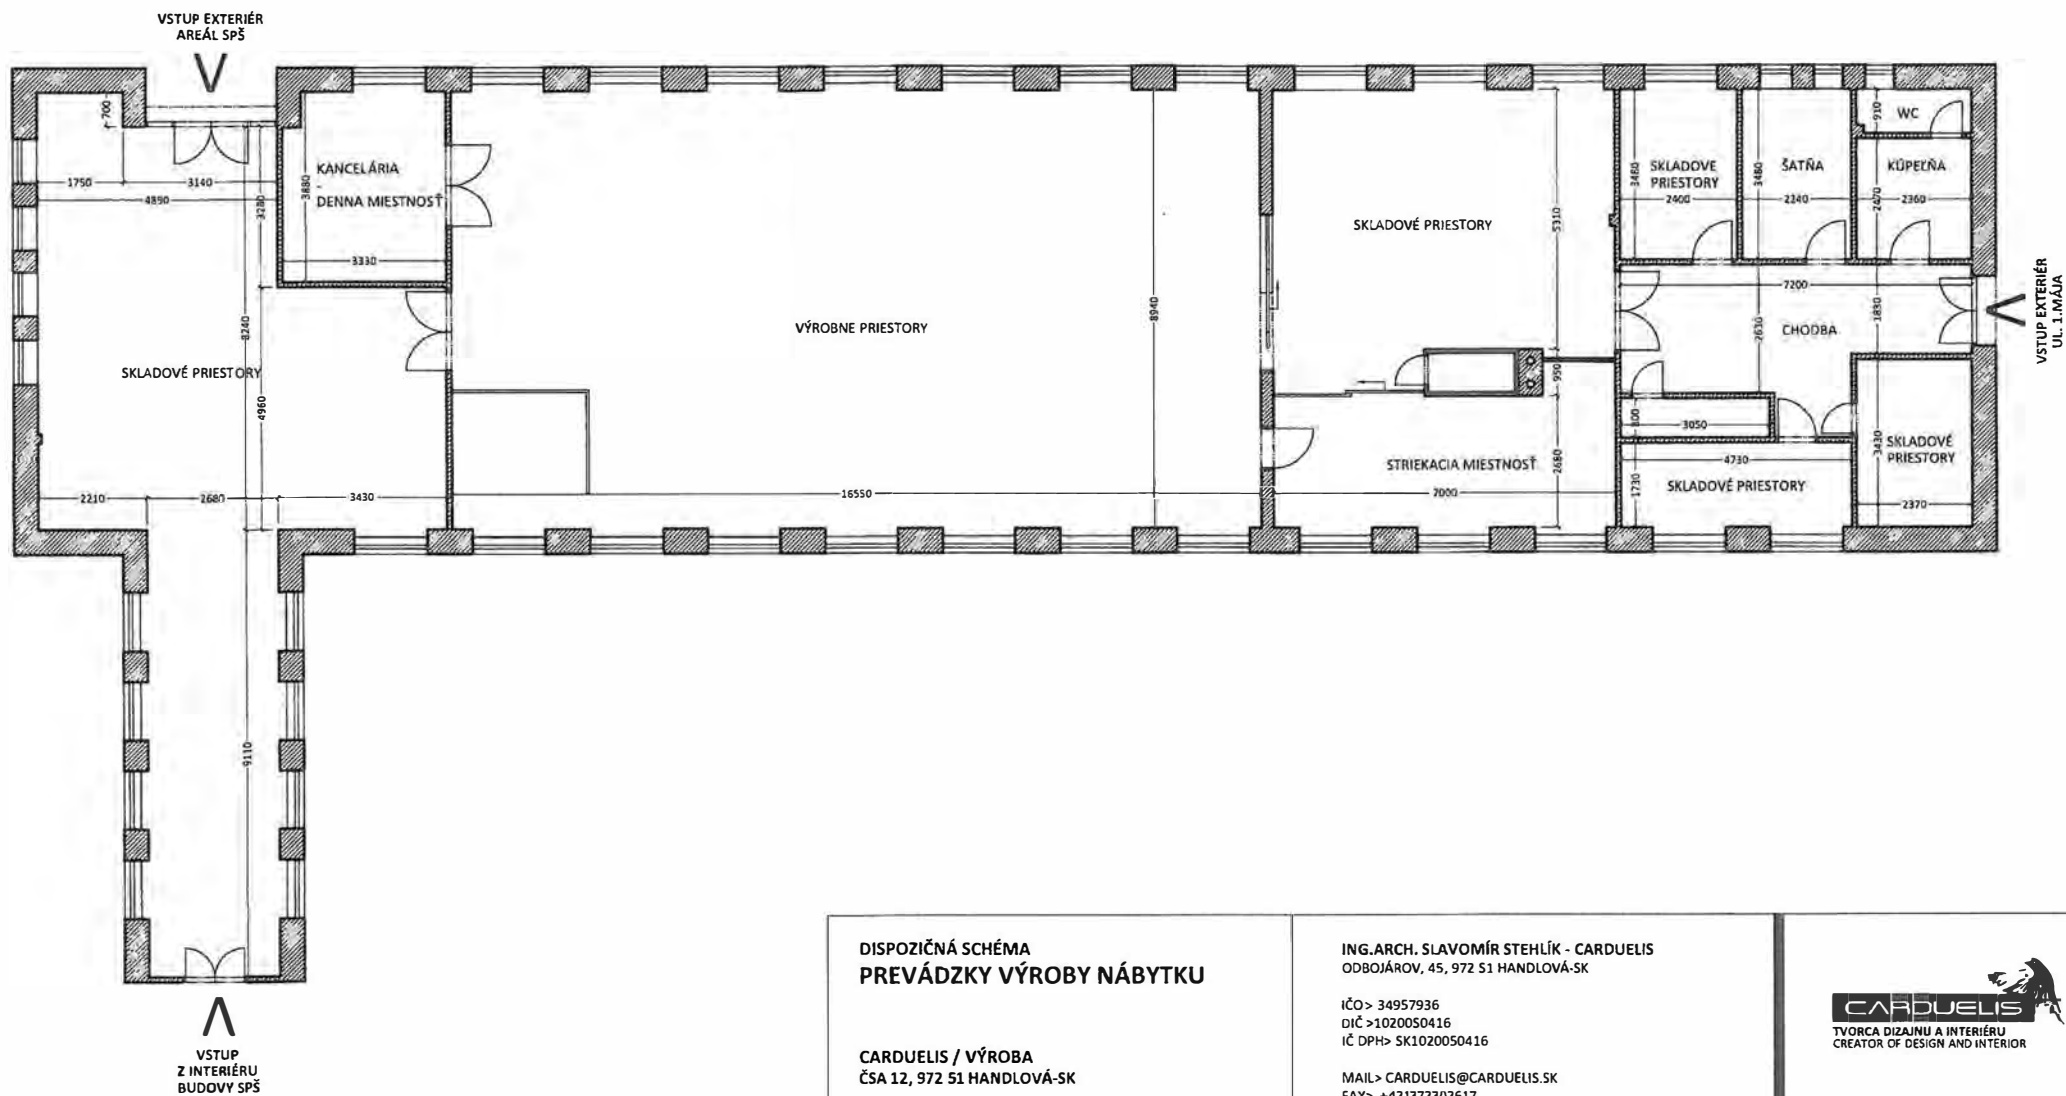 VSTUP EXTERIÉR
AREÁL SPŠ
700
1750
3140
4890
3280
3880
KANCELÁRIA
-
DENNA MIESTNOSŤ
3330
8240
4960
SKLADOVÉ PRIESTORY
2210
2680
3430
9110
VSTUP
Z INTERIÉRU
BUDOVY SPŠ
VÝROBNE PRIESTORY
8940
16550
SKLADOVÉ PRIESTORY
5310
950
STRIEKACIA MIESTNOSŤ
2680
7000
3480
SKLADOVE
PRIESTORY
2400
3480
ŠATŇA
2240
910
WC
KÚPEĽŇA
2470
2360
7200
2630
1830
CHODBA
800
3050
4730
1730
SKLADOVÉ PRIESTORY
3430
SKLADOVÉ
PRIESTORY
2370
VSTUP EXTERIÉR
UL. 1.MÁJA
DISPOZIČNÁ SCHÉMA
PREVÁDZKY VÝROBY NÁBYTKU
CARDUELIS / VÝROBA
ČSA 12, 972 51 HANDLOVÁ-SK
ING.ARCH. SLAVOMÍR STEHLÍK - CARDUELIS
ODBOJÁROV, 45, 972 51 HANDLOVÁ-SK
IČO> 34957936
DIČ >1020050416
IČ DPH> SK1020050416
MAIL> CARDUELIS@CARDUELIS.SK
CARDUELIS
TVORCA DIZAJNU A INTERIÉRU
CREATOR OF DESIGN AND INTERIOR